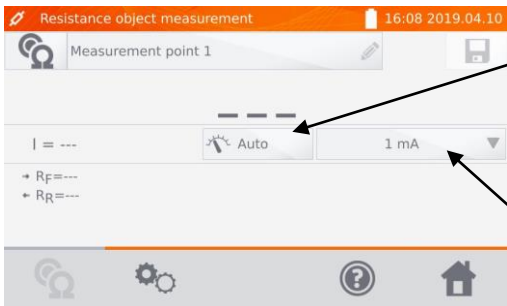 Resistance object measurement 16:08 2019.04.10
Measurement point 1
– – –
I = --- Auto 1 mA
→ RF=---
← RR=---